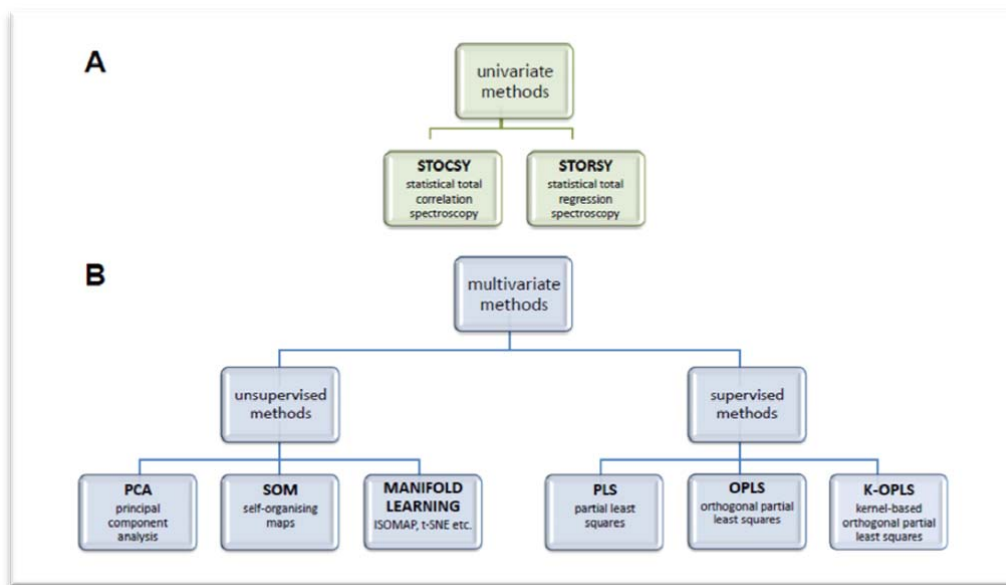 A
univariate
methods
STOCSY
statistical total
correlation
spectroscopy
STORSY
statistical total
regression
spectroscopy
B
multivariate
methods
unsupervised
methods
supervised
methods
PCA
principal
component
analysis
SOM
self-organising
maps
MANIFOLD
LEARNING
ISOMAP, t-SNE etc.
PLS
partial least
squares
OPLS
orthogonal partial
least squares
K-OPLS
kernel-based
orthogonal partial
least squares